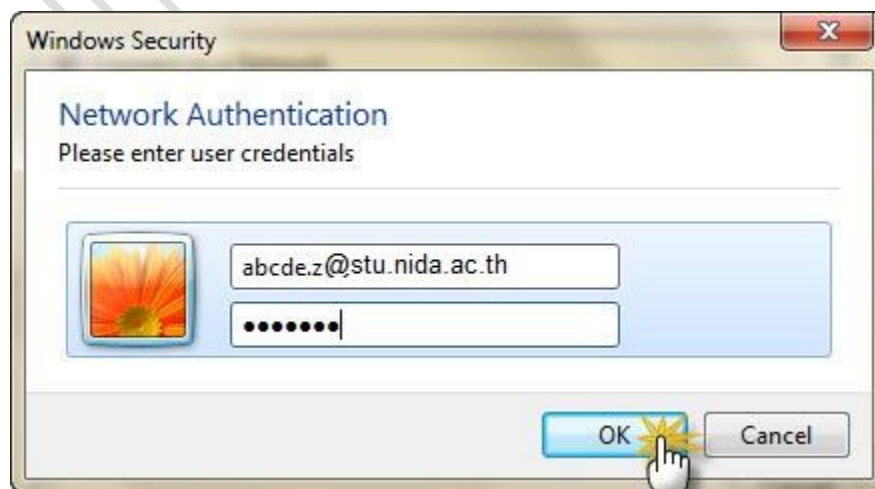 Windows Security
Network Authentication
Please enter user credentials
abcde.z@stu.nida.ac.th
•••••••
OK
Cancel